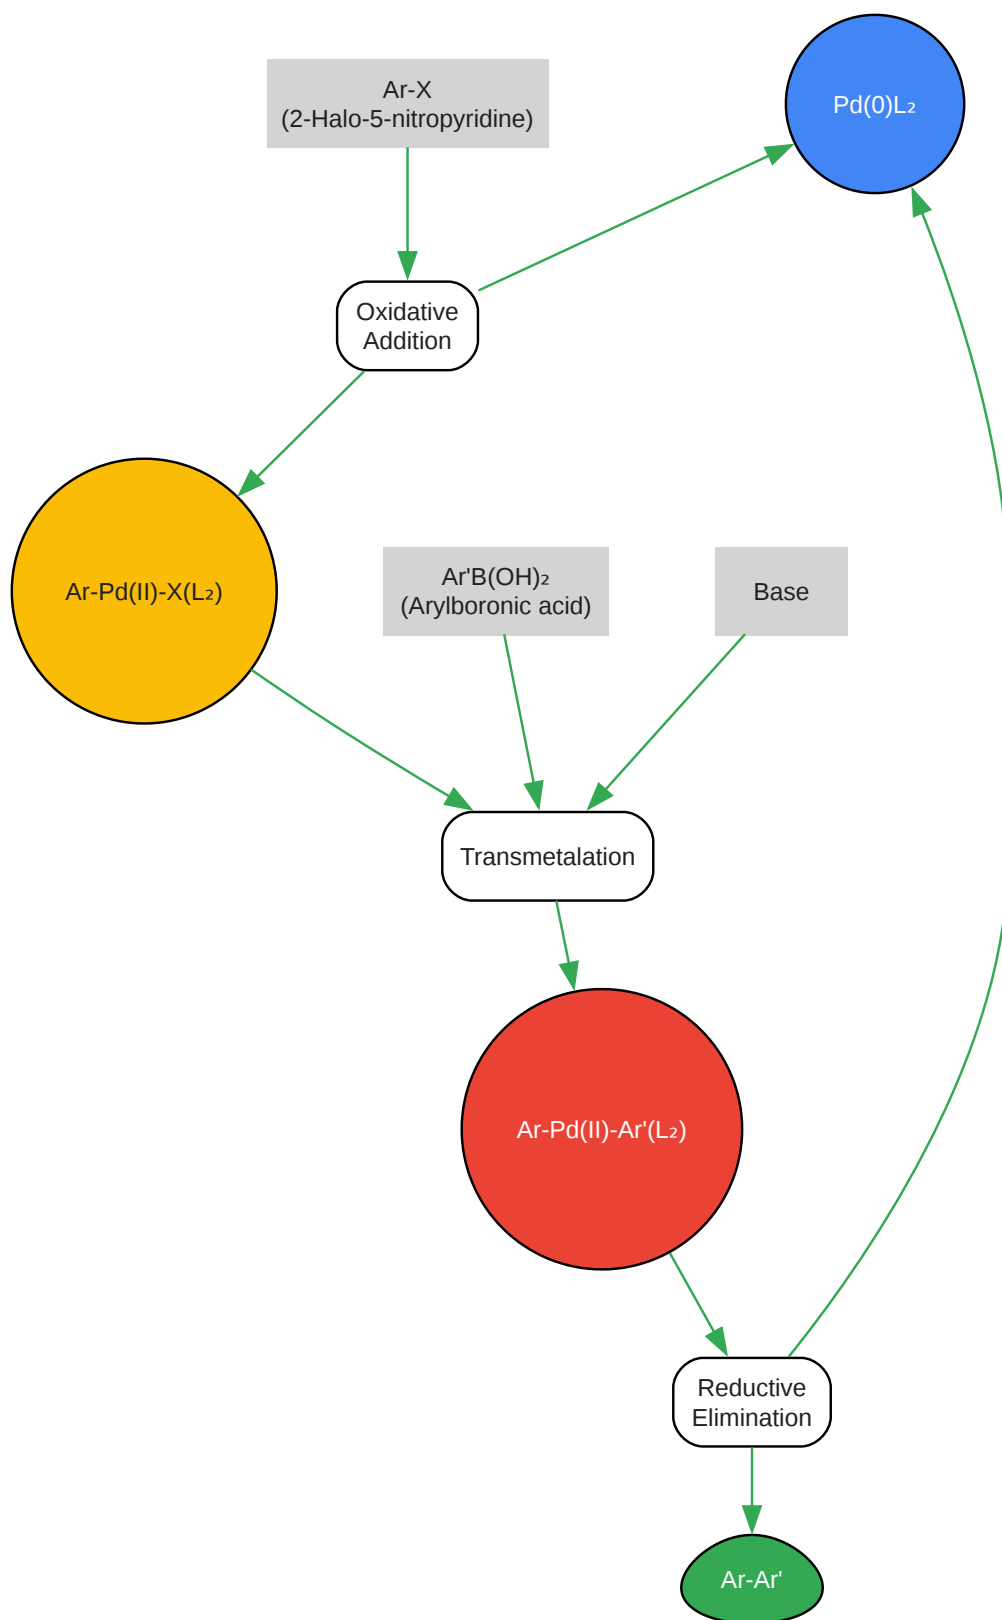 Ar-X
(2-Halo-5-nitropyridine)
Pd(0)L₂
Oxidative
Addition
Ar-Pd(II)-X(L₂)
Ar'B(OH)₂
(Arylboronic acid)
Base
Transmetalation
Ar-Pd(II)-Ar'(L₂)
Reductive
Elimination
Ar-Ar'